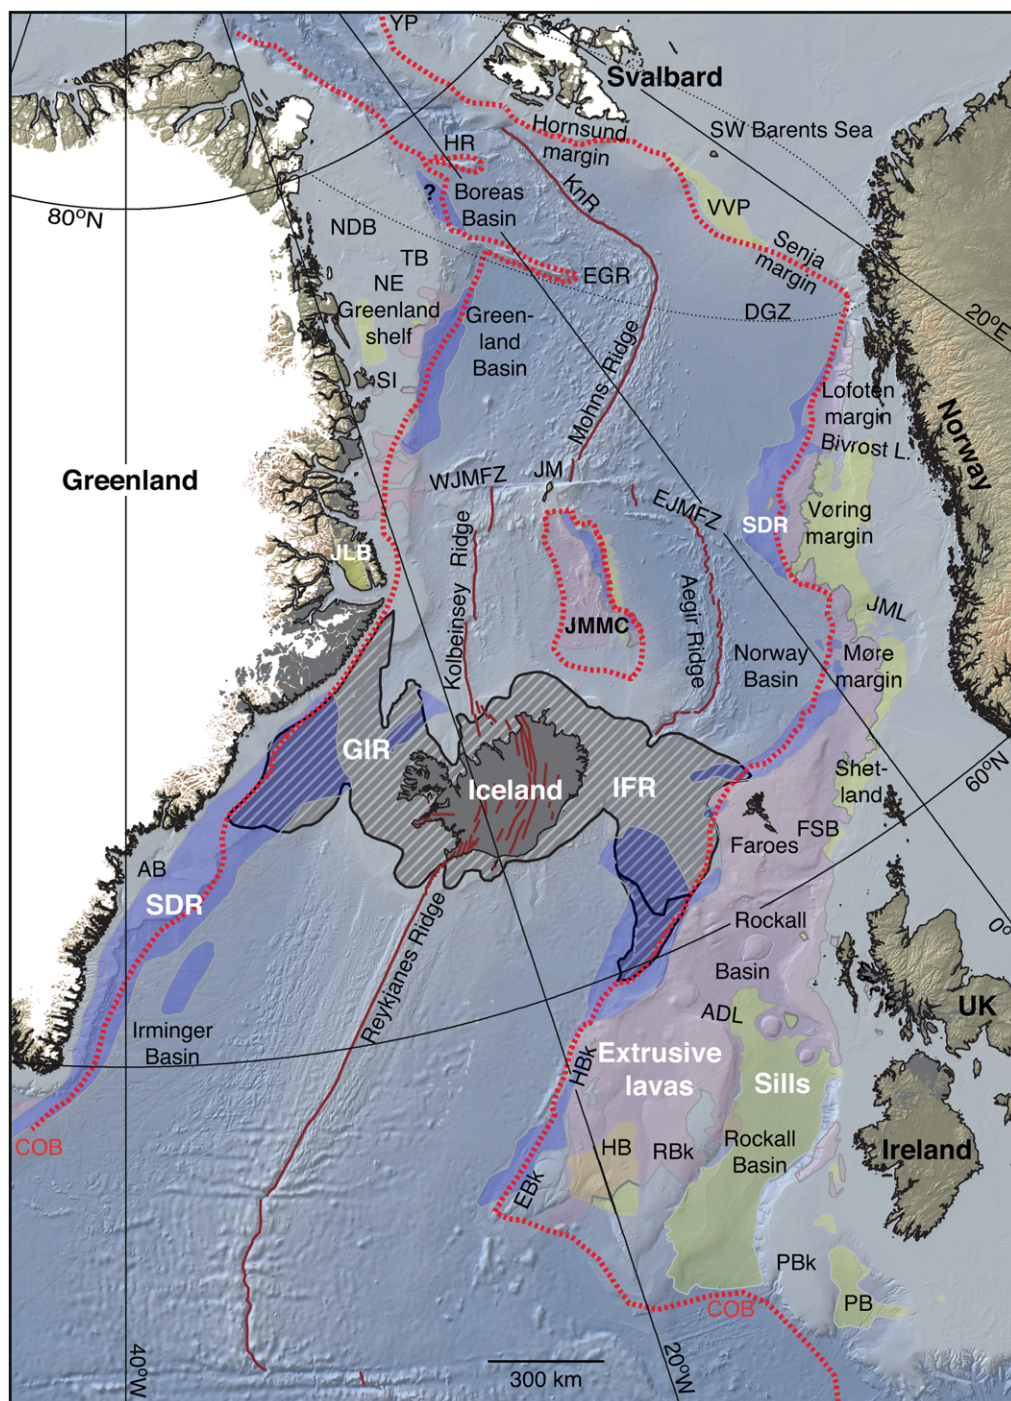 YP
Svalbard
SW Barents Sea
Hornsund
margin
HR
KnR
?
Boreas
Basin
VVP
80°N
NDB
Senja
margin
TB
EGR
NE
Greenland
shelf
Green-
land
Basin
DGZ
20°E
SI
Mohns Ridge
Lofoten
margin
Bivrost L.
Norway
Greenland
WJMFZ
JM
EJMFZ
SDR
Vøring
margin
JLB
Kolbeinsey Ridge
JMMC
Aegir Ridge
JML
Norway
Basin
Møre
margin
GIR
Iceland
IFR
Shet-
land
60°N
FSB
Faroes
AB
SDR
Reykjanes Ridge
Rockall
Basin
0°
ADL
UK
Irminger
Basin
HBk
Extrusive
lavas
Sills
COB
HB
RBk
Rockall
Basin
Ireland
EBk
PBk
PB
COB
40°W
300 km
20°W